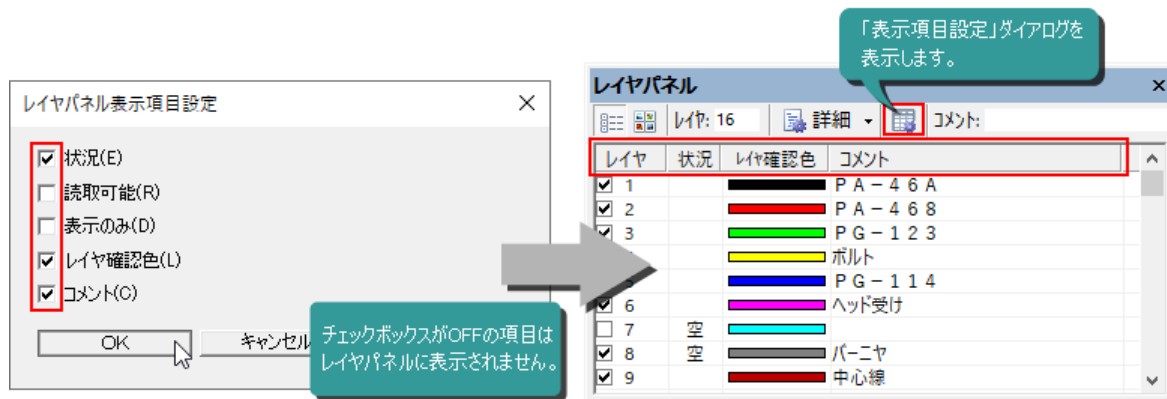 「表示項目設定」ダイアログを
表示します。
レイヤパネル表示項目設定
状況(E)
読取可能(R)
表示のみ(D)
レイヤ確認色(L)
コメント(C)
OK
キャンセル
チェックボックスがOFFの項目は
レイヤパネルに表示されません。
レイヤパネル
レイヤ: 16 詳細 コメント:
レイヤ 状況 レイヤ確認色 コメント
1 PA-46A
2 PA-468
3 PG-123
ボルト
5 PG-114
6 ヘッド受け
7 空
8 空 バーニヤ
9 中心線